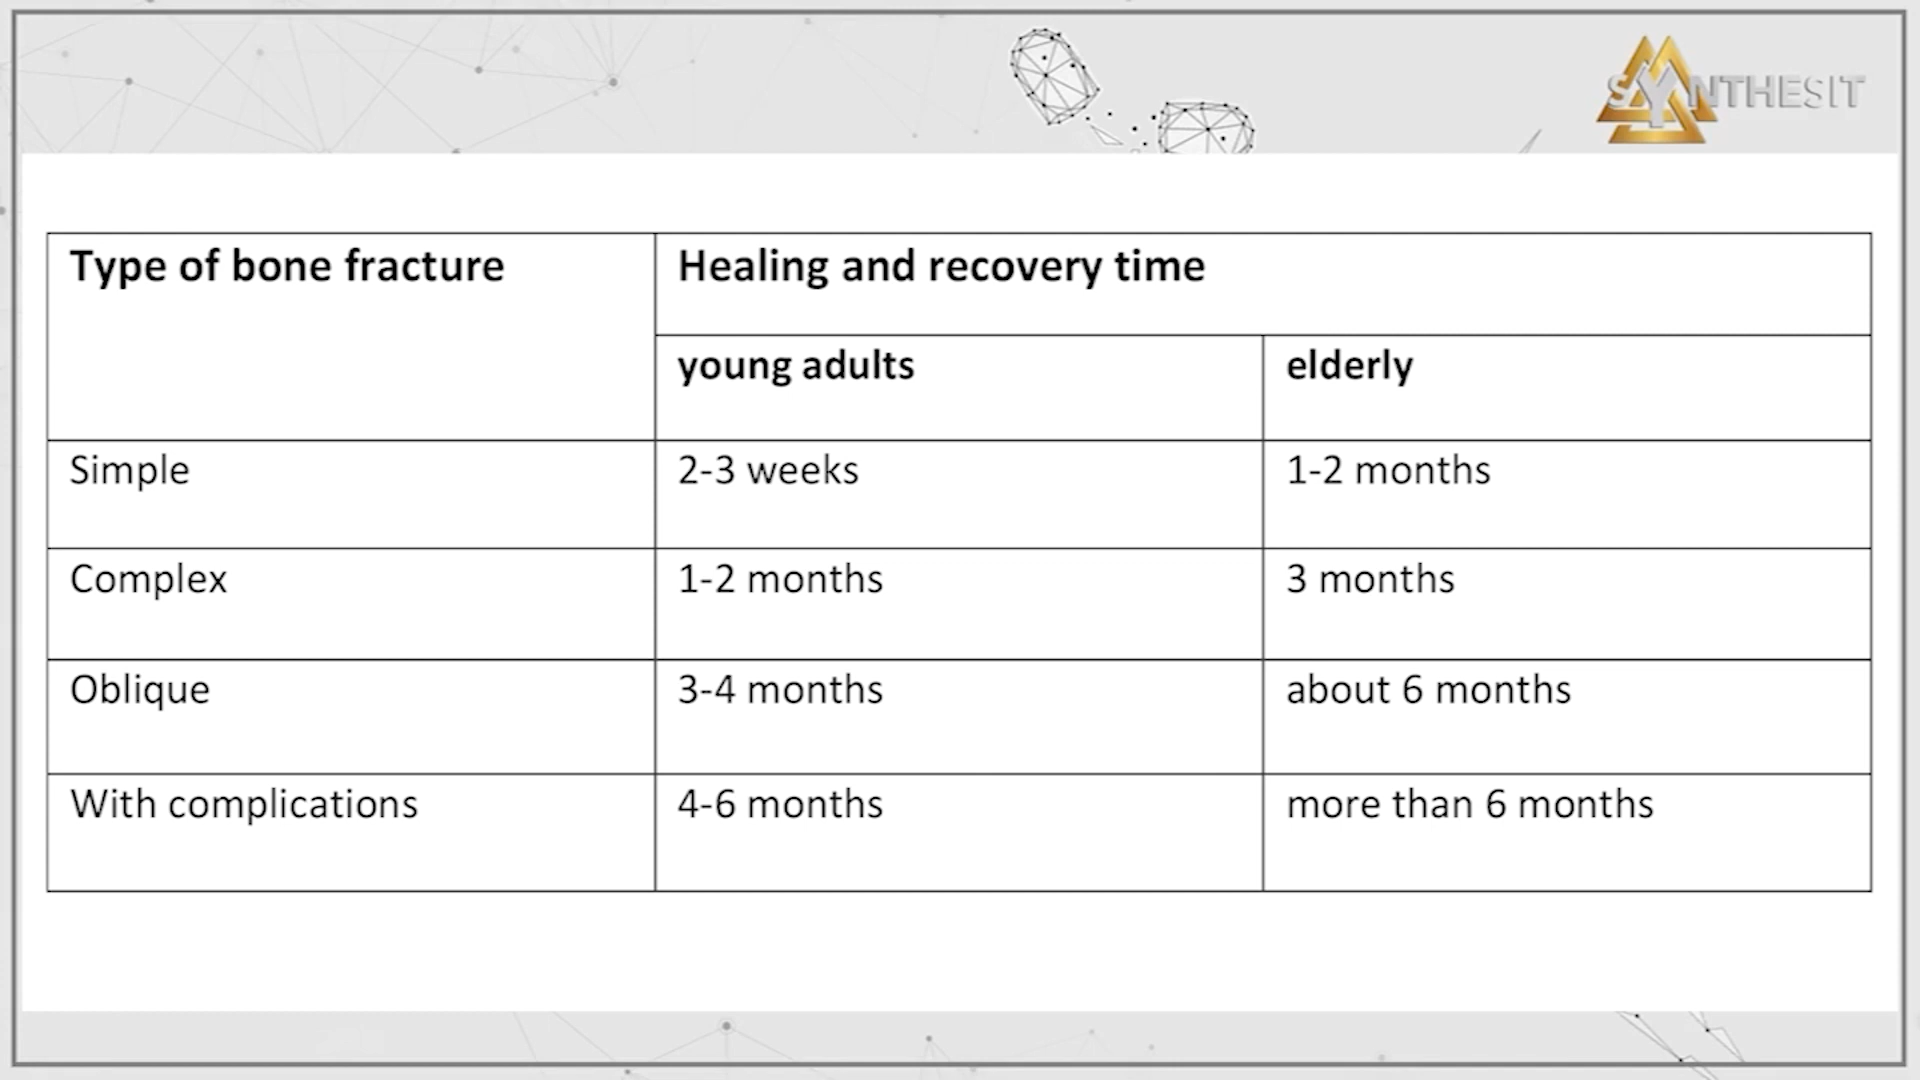 SYNTHESIT
Type of bone fracture
Healing and recovery time
young adults
elderly
Simple
2-3 weeks
1-2 months
Complex
1-2 months
3 months
Oblique
3-4 months
about 6 months
With complications
4-6 months
more than 6 months